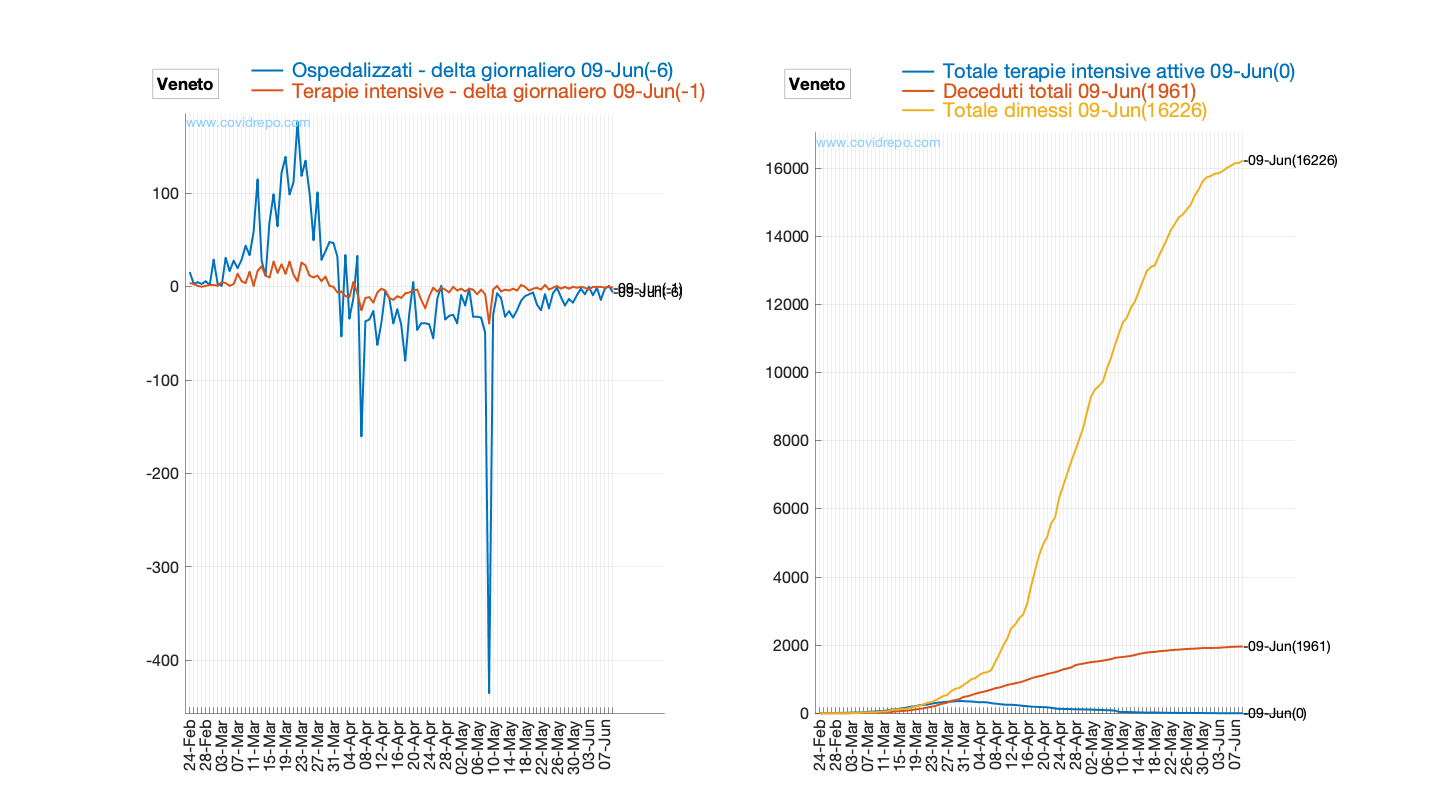 Veneto
Ospedalizzati - delta giornaliero 09-Jun(-6)
Terapie intensive - delta giornaliero 09-Jun(-1)
www.covidrepo.com
100
0
-100
-200
-300
-400
-09-Jun(-1)
-09-Jun(-6)
24-Feb
28-Feb
03-Mar
07-Mar
11-Mar
15-Mar
19-Mar
23-Mar
27-Mar
31-Mar
04-Apr
08-Apr
12-Apr
16-Apr
20-Apr
24-Apr
28-Apr
02-May
06-May
10-May
14-May
18-May
22-May
26-May
30-May
03-Jun
07-Jun
Veneto
Totale terapie intensive attive 09-Jun(0)
Deceduti totali 09-Jun(1961)
Totale dimessi 09-Jun(16226)
www.covidrepo.com
16000
14000
12000
10000
8000
6000
4000
2000
0
-09-Jun(16226)
-09-Jun(1961)
-09-Jun(0)
24-Feb
28-Feb
03-Mar
07-Mar
11-Mar
15-Mar
19-Mar
23-Mar
27-Mar
31-Mar
04-Apr
08-Apr
12-Apr
16-Apr
20-Apr
24-Apr
28-Apr
02-May
06-May
10-May
14-May
18-May
22-May
26-May
30-May
03-Jun
07-Jun